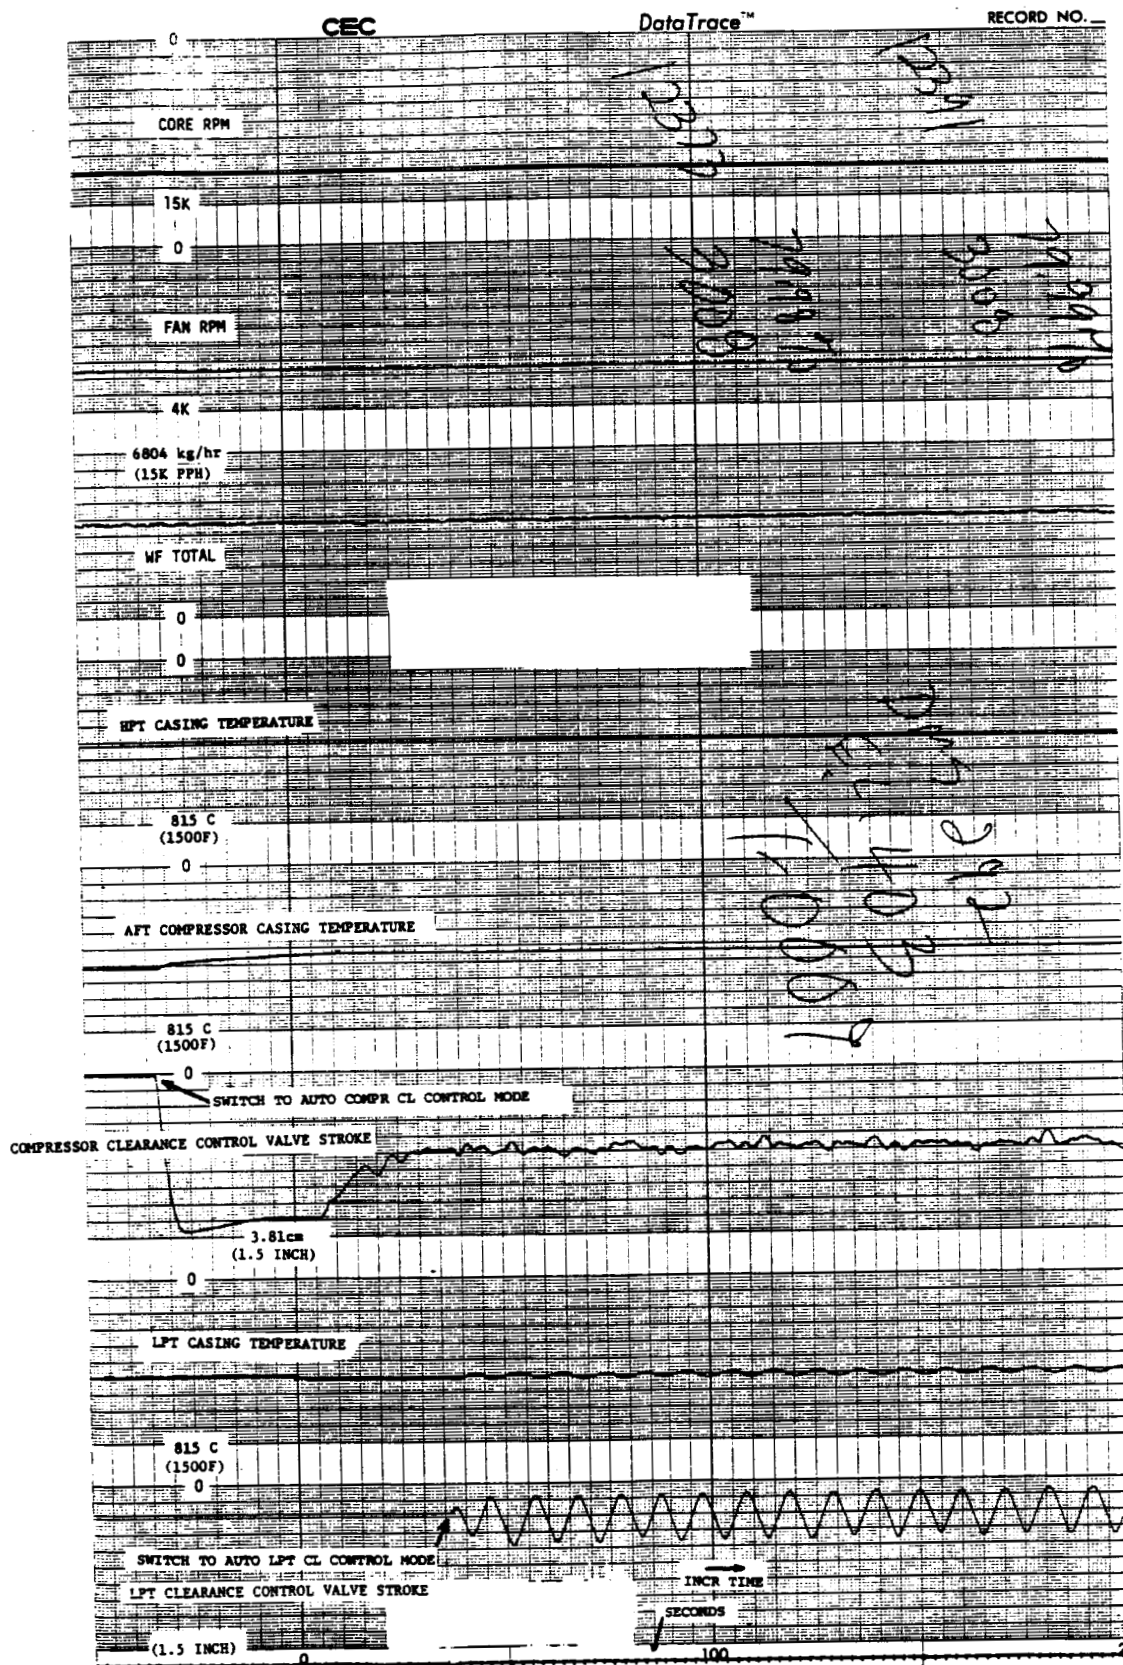 CEC DataTrace™ RECORD NO.
0
CORE RPM
15K
0
FAN RPM
4K
6804 kg/hr
(15K PPH)
WF TOTAL
0
0
HPT CASING TEMPERATURE
815 C
(1500F)
0
AFT COMPRESSOR CASING TEMPERATURE
815 C
(1500F)
0
SWITCH TO AUTO COMPR CL CONTROL MODE
COMPRESSOR CLEARANCE CONTROL VALVE STROKE
3.81cm
(1.5 INCH)
0
LPT CASING TEMPERATURE
815 C
(1500F)
0
SWITCH TO AUTO LPT CL CONTROL MODE
LPT CLEARANCE CONTROL VALVE STROKE
INCR TIME
SECONDS
(1.5 INCH)
0 100